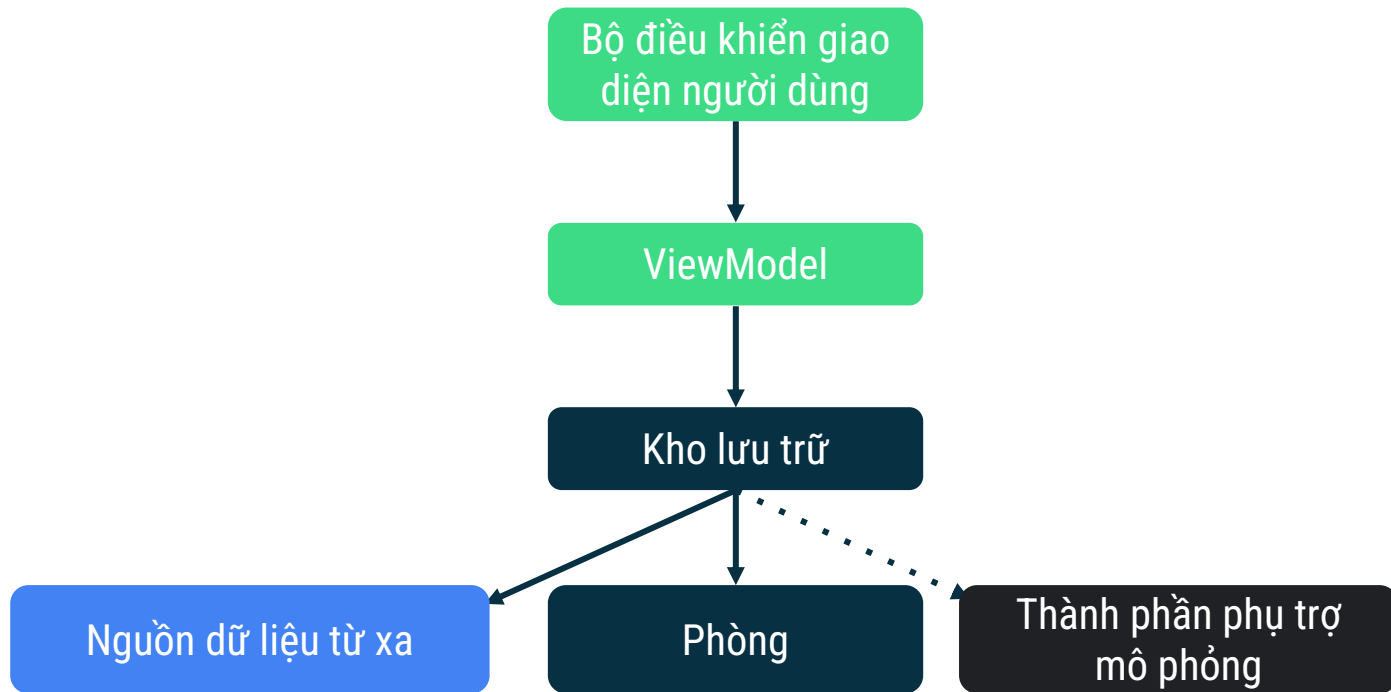 Bộ điều khiển giao
diện người dùng
ViewModel
Kho lưu trữ
Nguồn dữ liệu từ xa
Phòng
Thành phần phụ trợ
mô phỏng